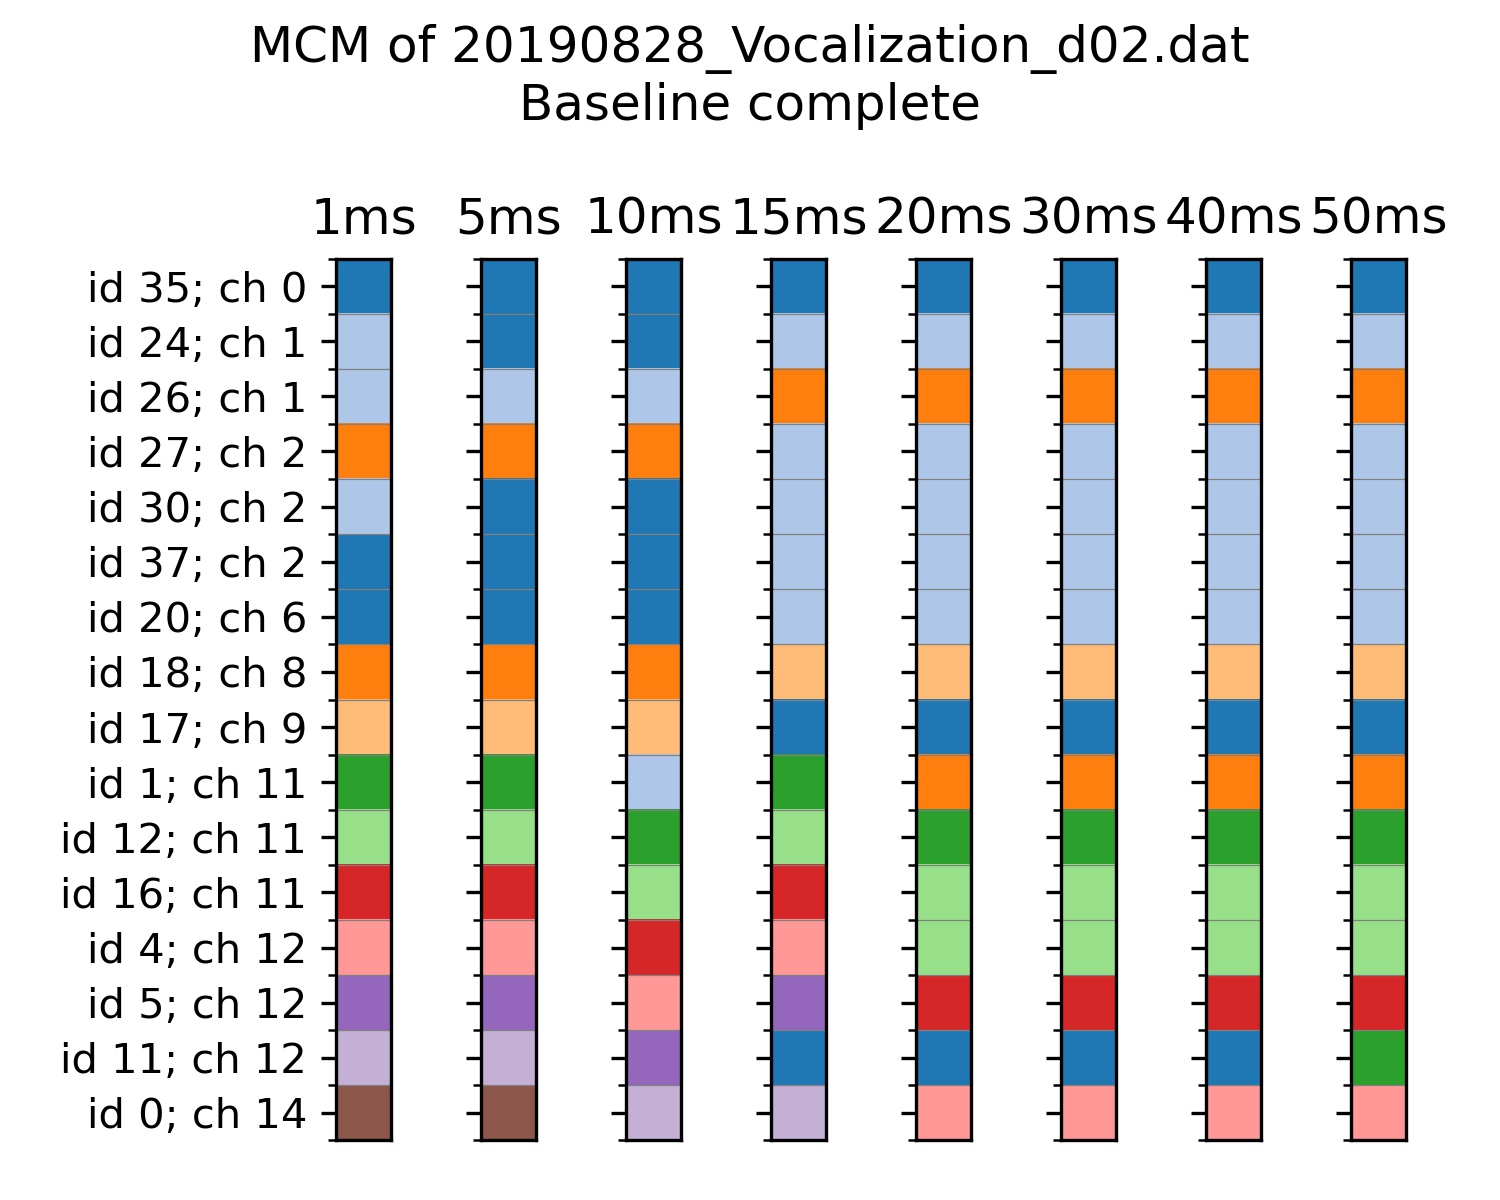 MCM of 20190828_Vocalization_d02.dat
Baseline complete
1ms 5ms 10ms 15ms 20ms 30ms 40ms 50ms
id 35; ch 0
id 24; ch 1
id 26; ch 1
id 27; ch 2
id 30; ch 2
id 37; ch 2
id 20; ch 6
id 18; ch 8
id 17; ch 9
id 1; ch 11
id 12; ch 11
id 16; ch 11
id 4; ch 12
id 5; ch 12
id 11; ch 12
id 0; ch 14